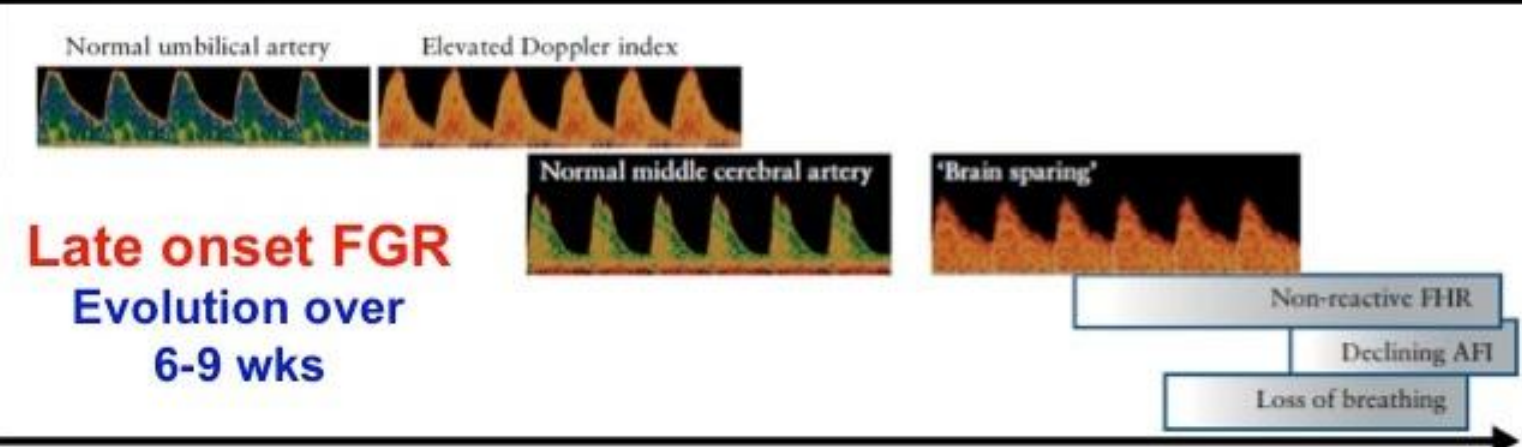 Normal umbilical artery
Elevated Doppler index
Normal middle cerebral artery
'Brain sparing'
Late onset FGR
Evolution over
6-9 wks
Non-reactive FHR
Declining AFI
Loss of breathing